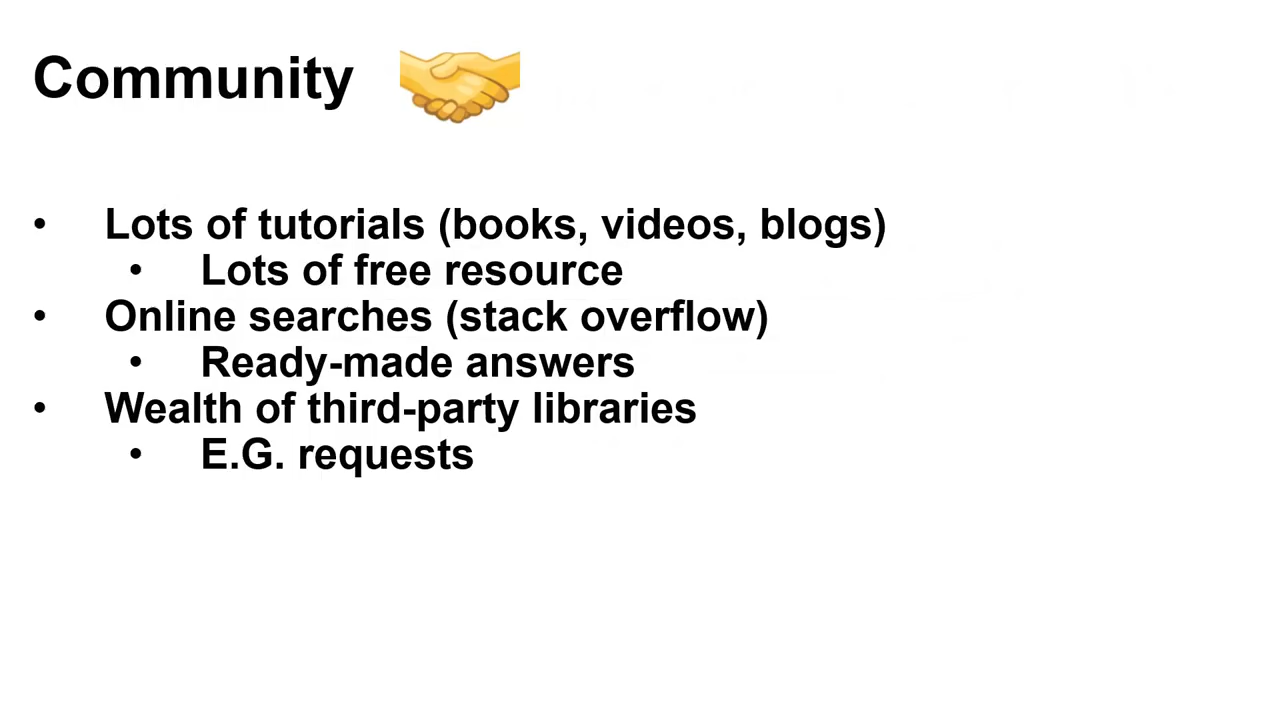 Community
• Lots of tutorials (books, videos, blogs)
• Lots of free resource
• Online searches (stack overflow)
• Ready-made answers
• Wealth of third-party libraries
• E.G. requests